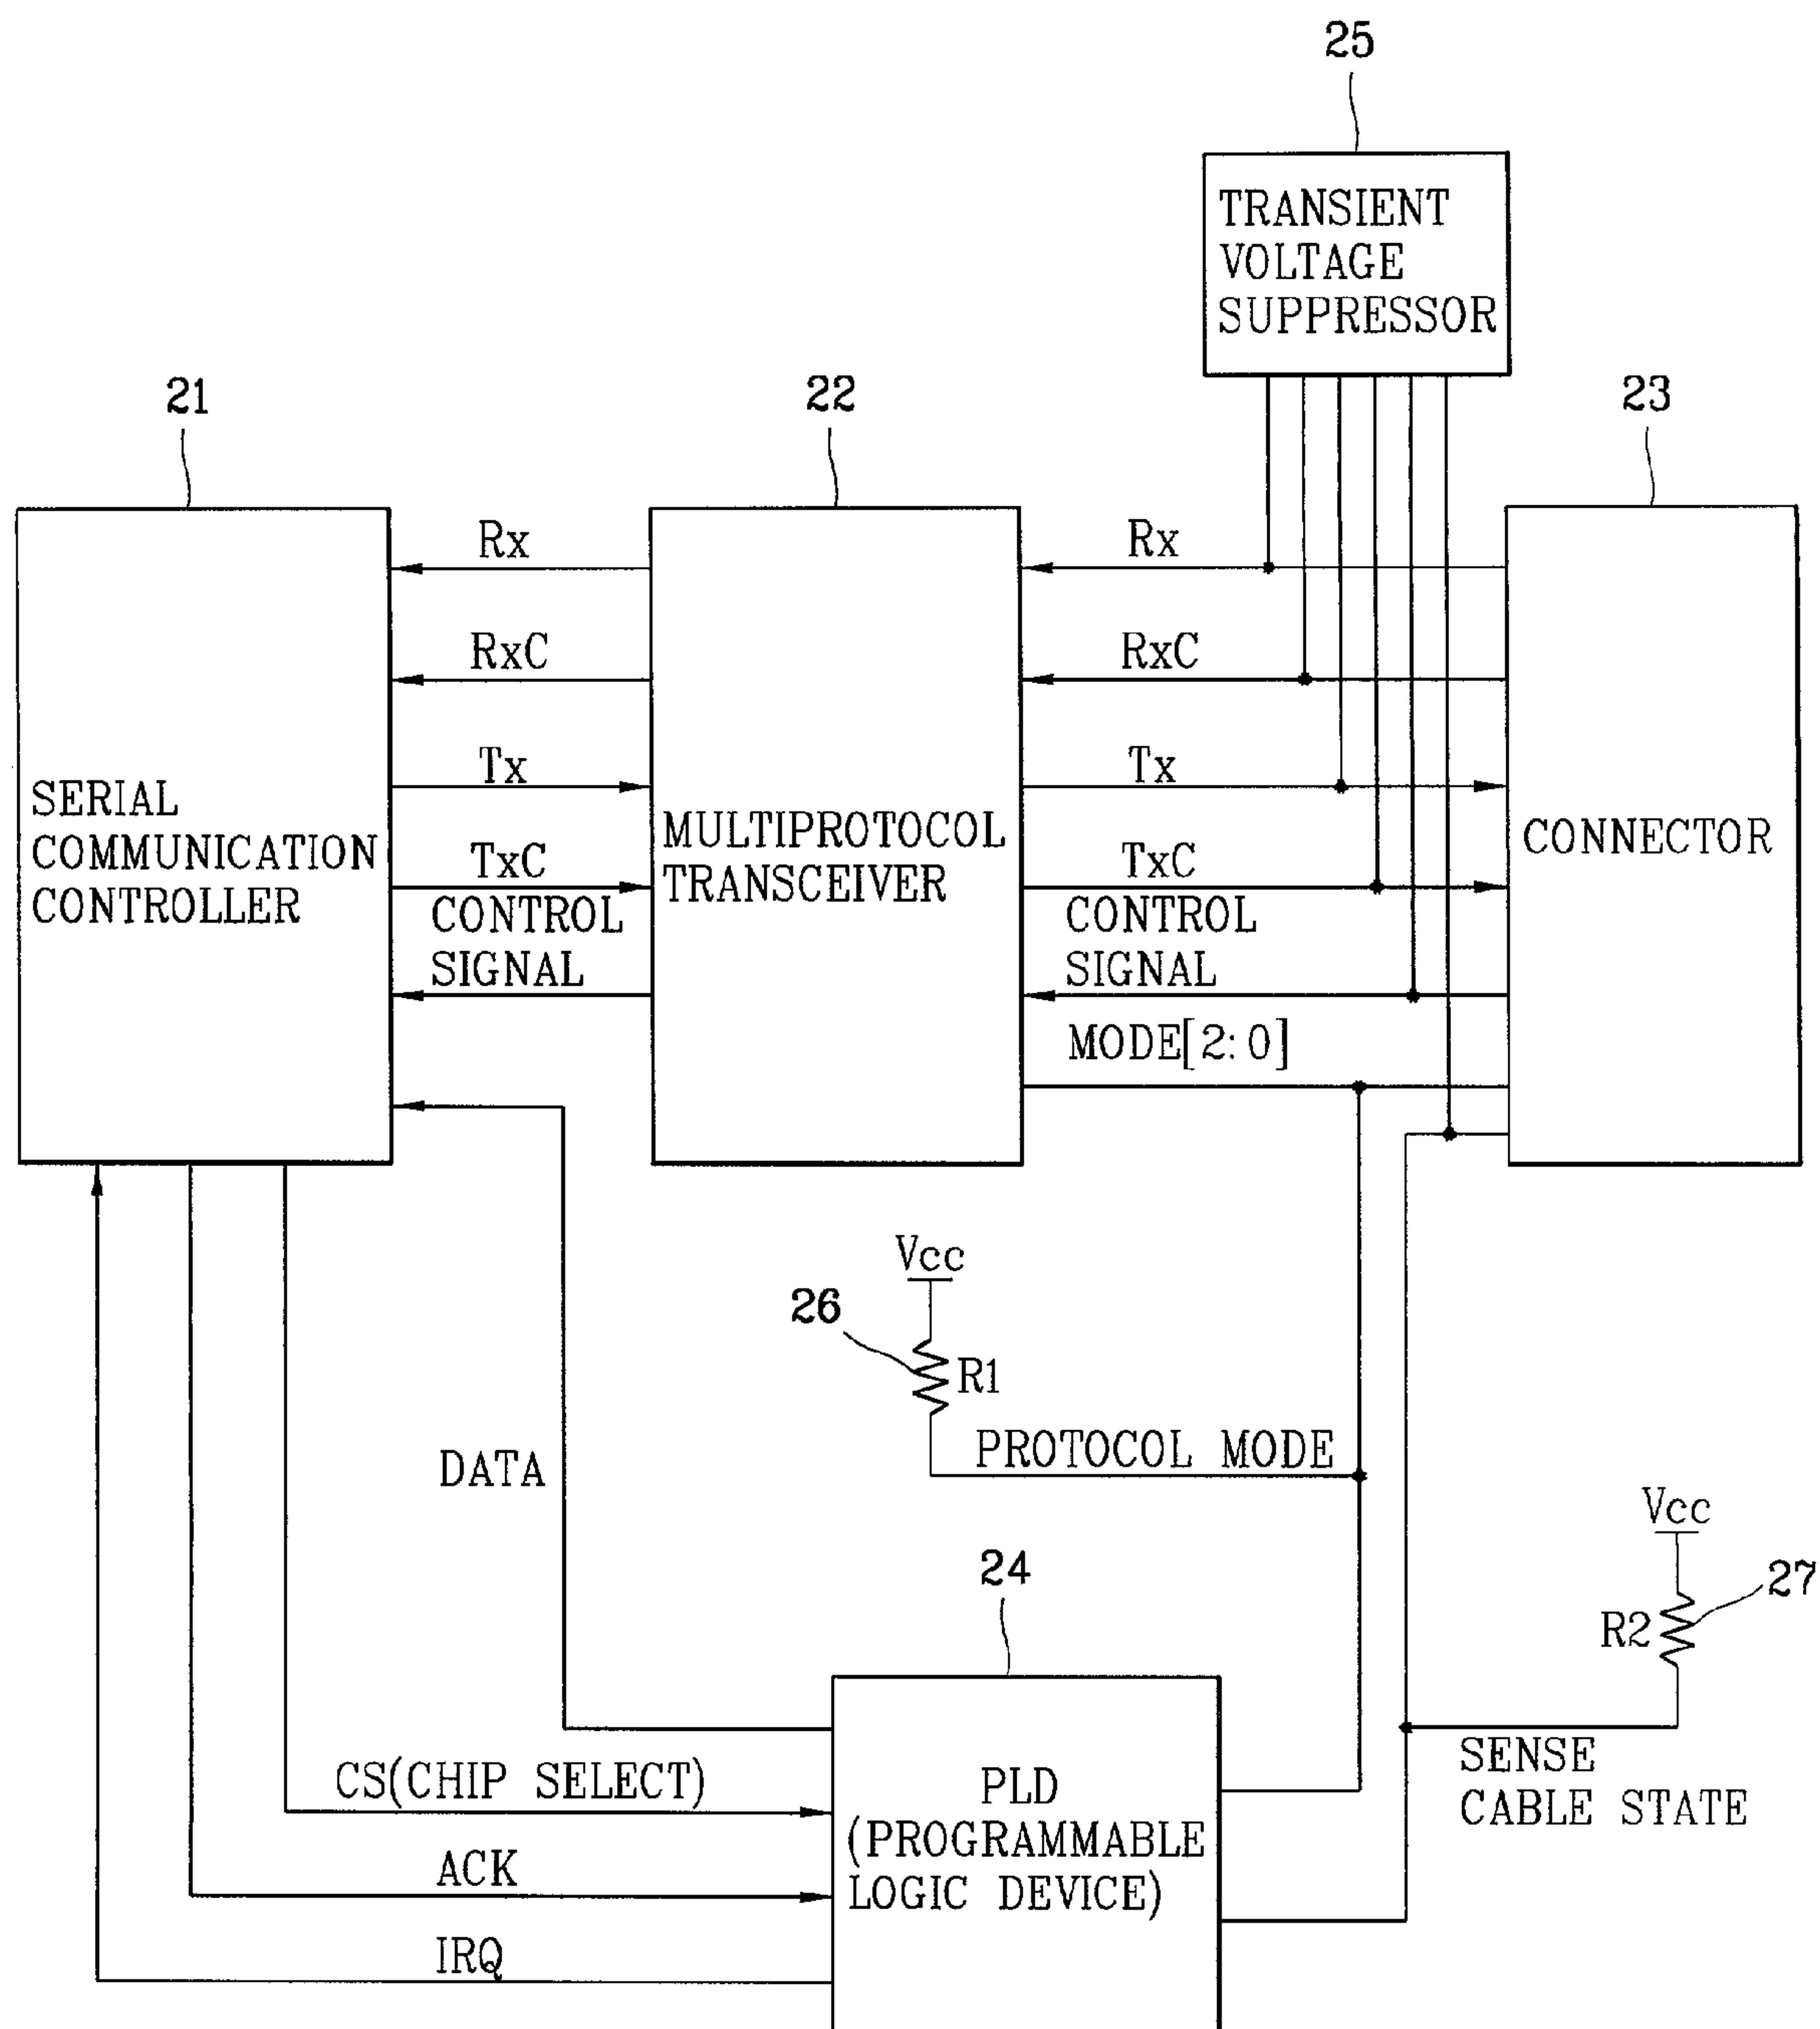 25
TRANSIENT
VOLTAGE
SUPPRESSOR
21
22
23
Rx
Rx
RxC
RxC
Tx
Tx
SERIAL
COMMUNICATION
CONTROLLER
MULTIPROTOCOL
TRANSCEIVER
CONNECTOR
TxC
TxC
CONTROL
SIGNAL
CONTROL
SIGNAL
MODE[2:0]
Vcc
26
R1
PROTOCOL MODE
DATA
Vcc
27
R2
24
SENSE
CABLE STATE
CS(CHIP SELECT)
PLD
(PROGRAMMABLE
LOGIC DEVICE)
ACK
IRQ